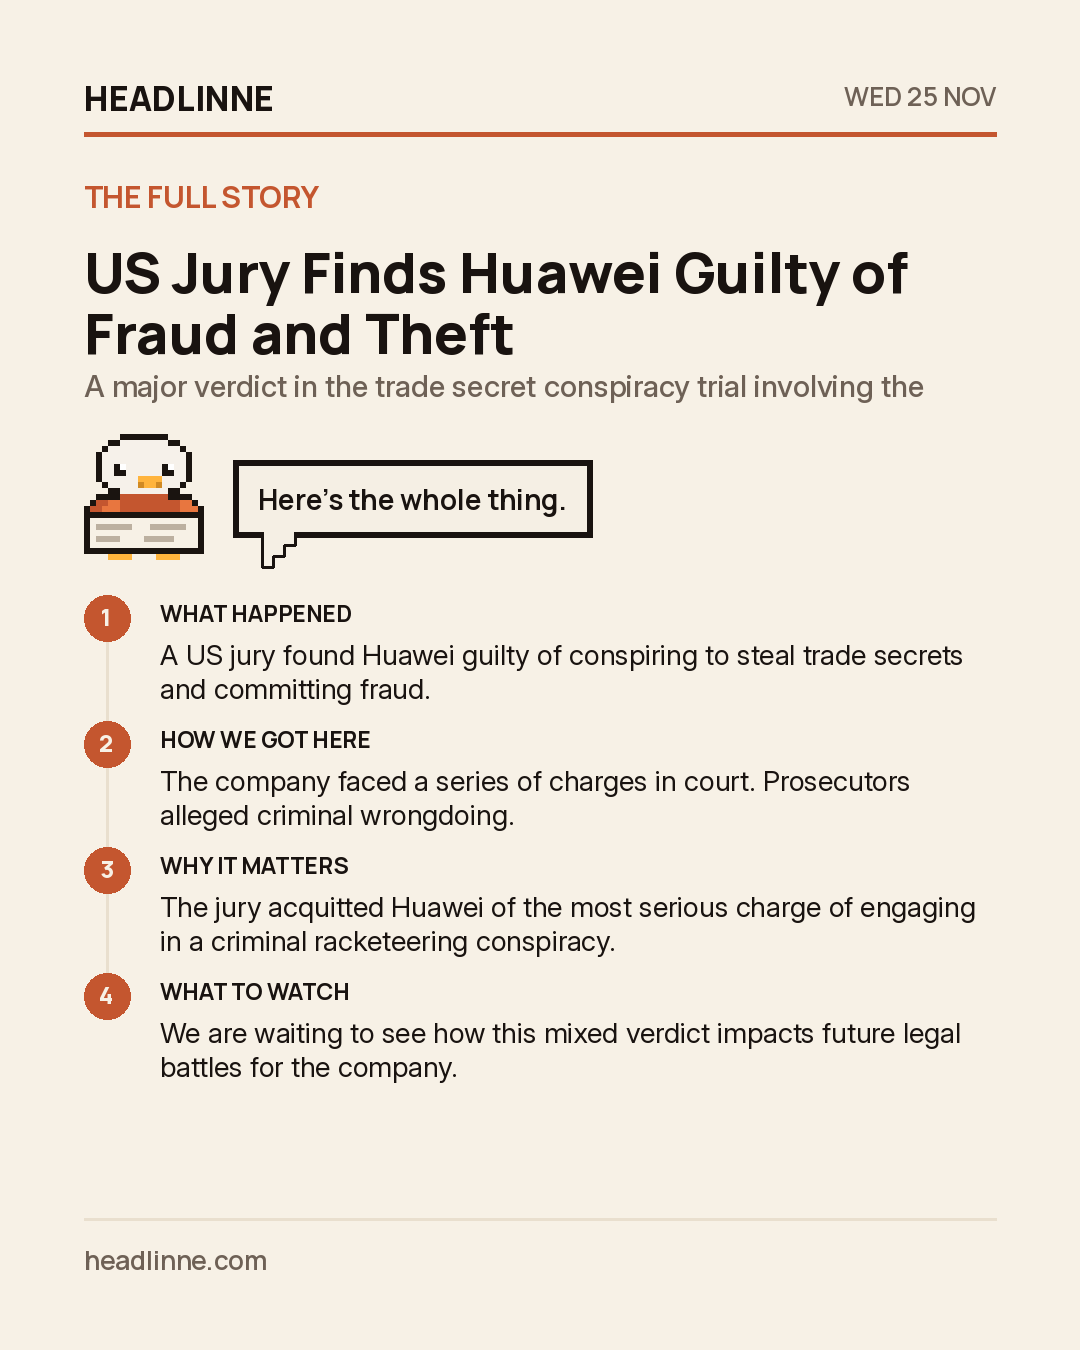 HEADLINNE
WED 25 NOV
THE FULL STORY
US Jury Finds Huawei Guilty of
Fraud and Theft
A major verdict in the trade secret conspiracy trial involving the
Here’s the whole thing.
1
WHAT HAPPENED
A US jury found Huawei guilty of conspiring to steal trade secrets
and committing fraud.
2
HOW WE GOT HERE
The company faced a series of charges in court. Prosecutors
alleged criminal wrongdoing.
3
WHY IT MATTERS
The jury acquitted Huawei of the most serious charge of engaging
in a criminal racketeering conspiracy.
4
WHAT TO WATCH
We are waiting to see how this mixed verdict impacts future legal
battles for the company.
headlinne.com